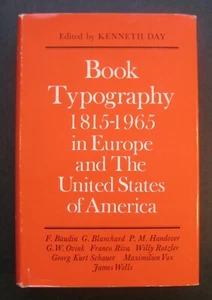 Edited by KENNETH DAY
Book
Typography
1815-1965
in Europe
and The
United States
of America
F. Baudin G. Blanchard P. M. Handover
G. W. Ovink Franco Riva Willy Rotzler
Georg Kurt Schauer Maximilien Vox
James Wells